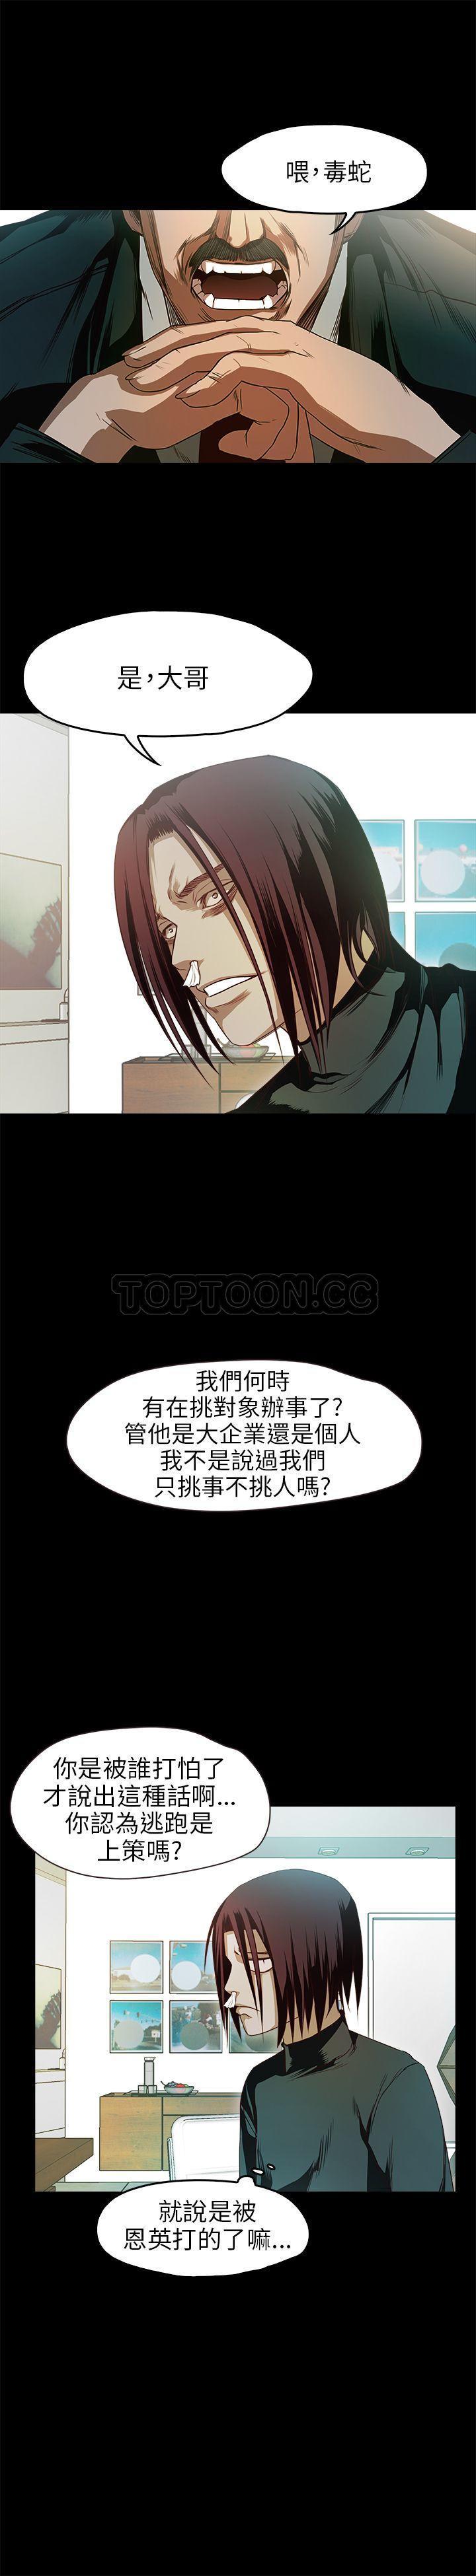 喂，毒蛇
是，大哥
TOPTOON.CC
我們何時
有在挑對象辦事了?
管他是大企業還是個人
我不是說過我們
只挑事不挑人嗎?
你是被誰打怕了
才說出這種話啊...
你認為逃跑是
上策嗎?
就說是被
恩英打的了嘛...